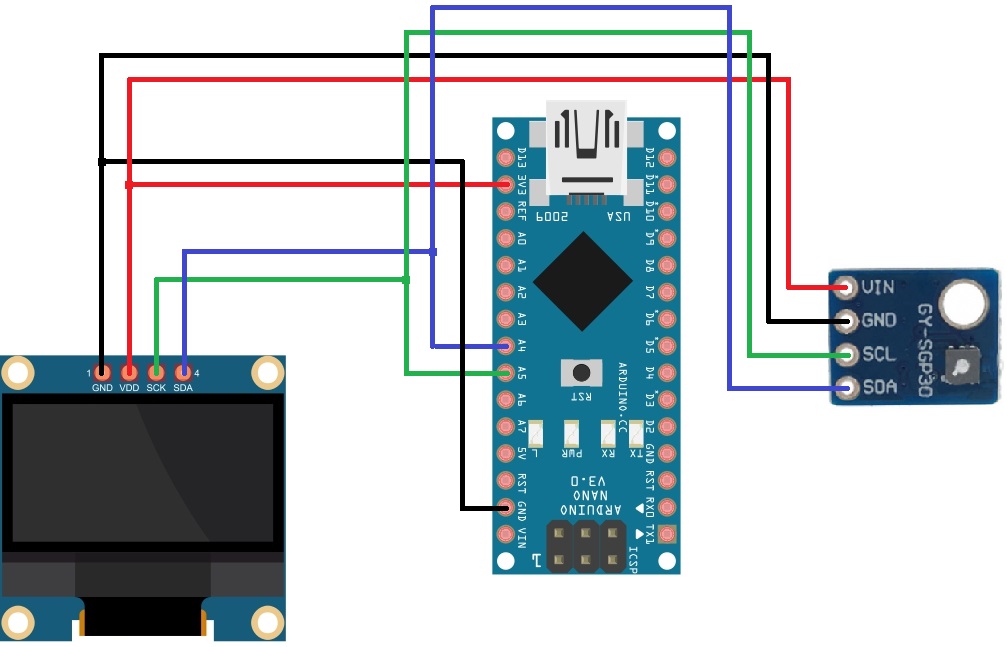 1
4
GND
VDD
SCK
SDA
D13
3V3
REF
A0
A1
A2
A3
A4
A5
A6
A7
5V
RST
GND
VIN
D12
D11
D10
D9
D8
D7
D6
D5
D4
D3
D2
GND
RST
RX0
TX1
USA
2009
RST
ARDUINO.CC
L
PWR
RX
TX
ARDUINO
NANO
V3.0
1
ICSP
VIN
GND
SCL
SDA
GY-SGP30